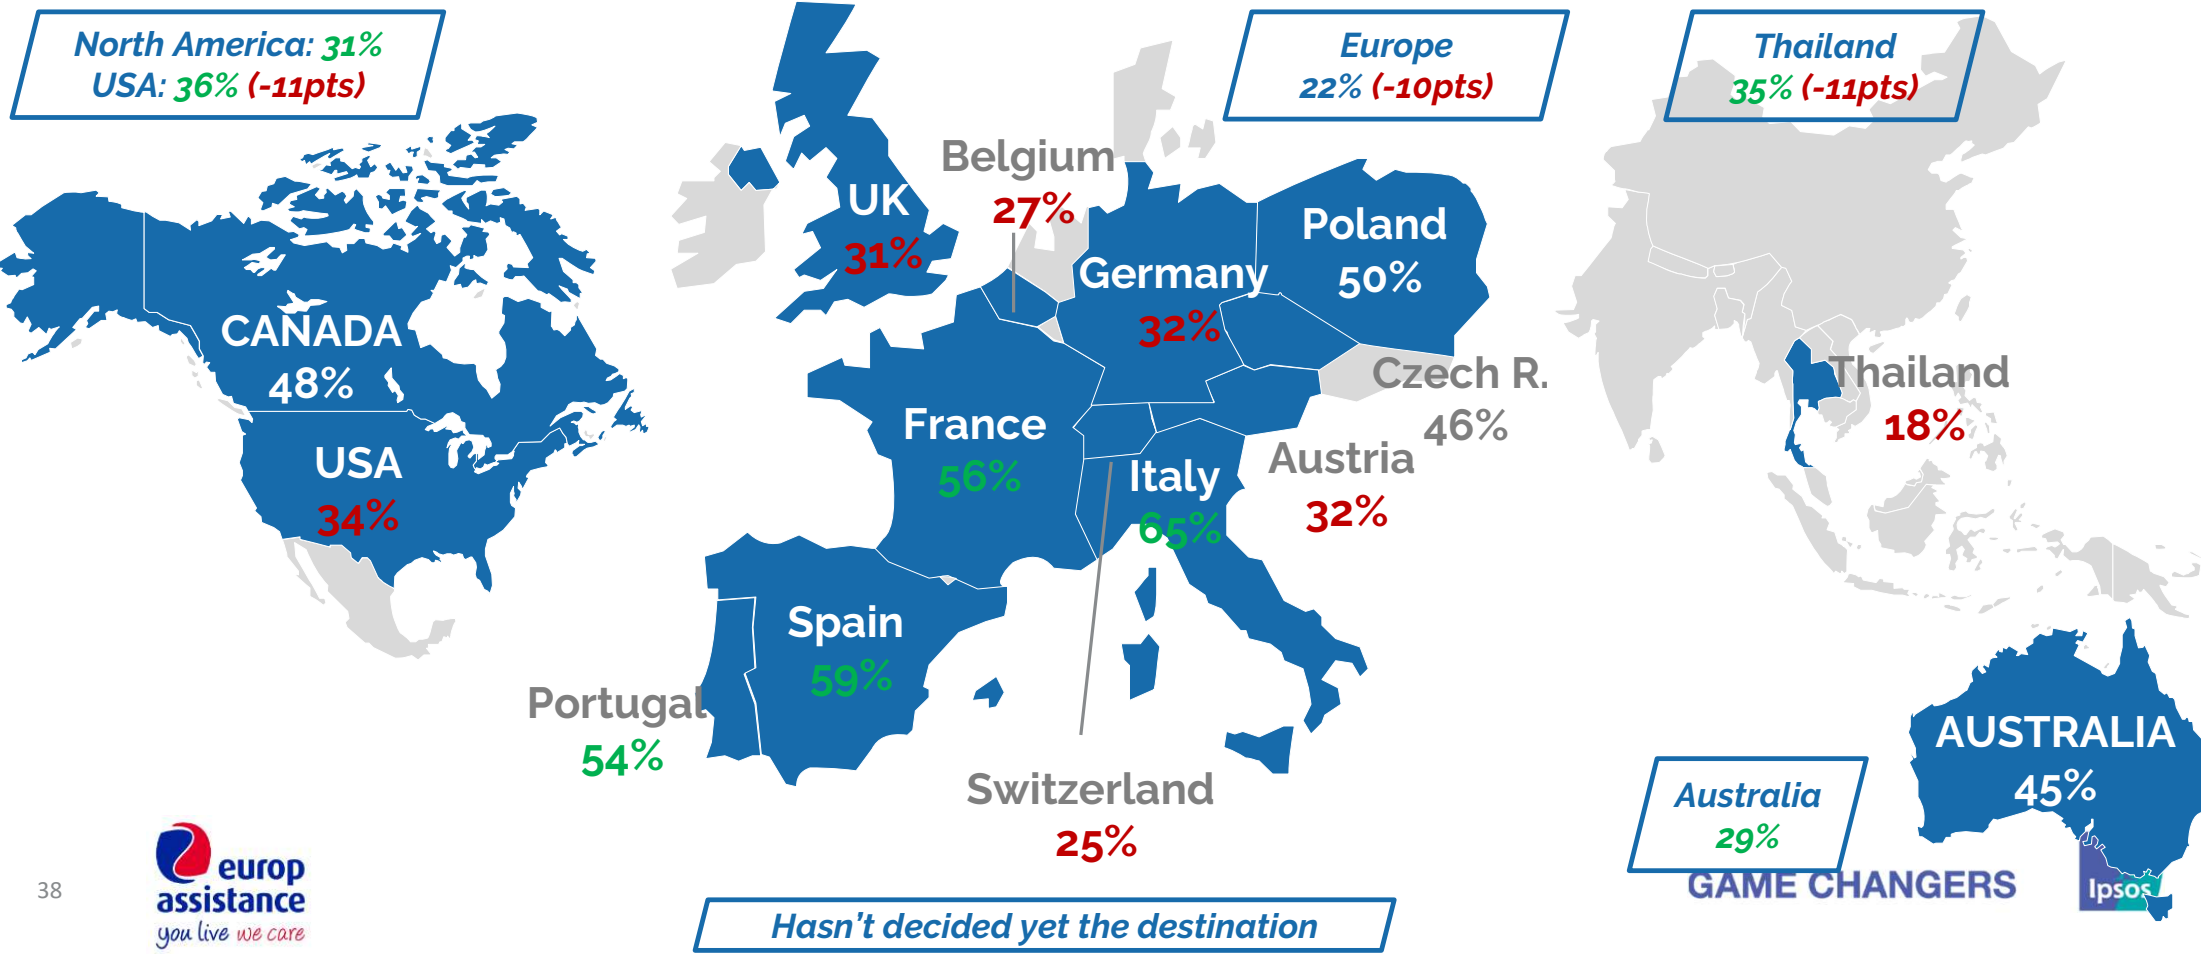 North America: 31%
USA: 36% (-11pts)
Europe
22% (-10pts)
Thailand
35% (-11pts)
Belgium
27%
UK
31%
Poland
50%
Germany
32%
CANADA
48%
Czech R.
46%
Thailand
18%
France
56%
USA
34%
Italy
65%
Austria
32%
Spain
59%
Portugal
54%
AUSTRALIA
45%
Switzerland
25%
Australia
29%
38
europ
assistance
you live we care
Hasn't decided yet the destination
GAME CHANGERS
Ipsos